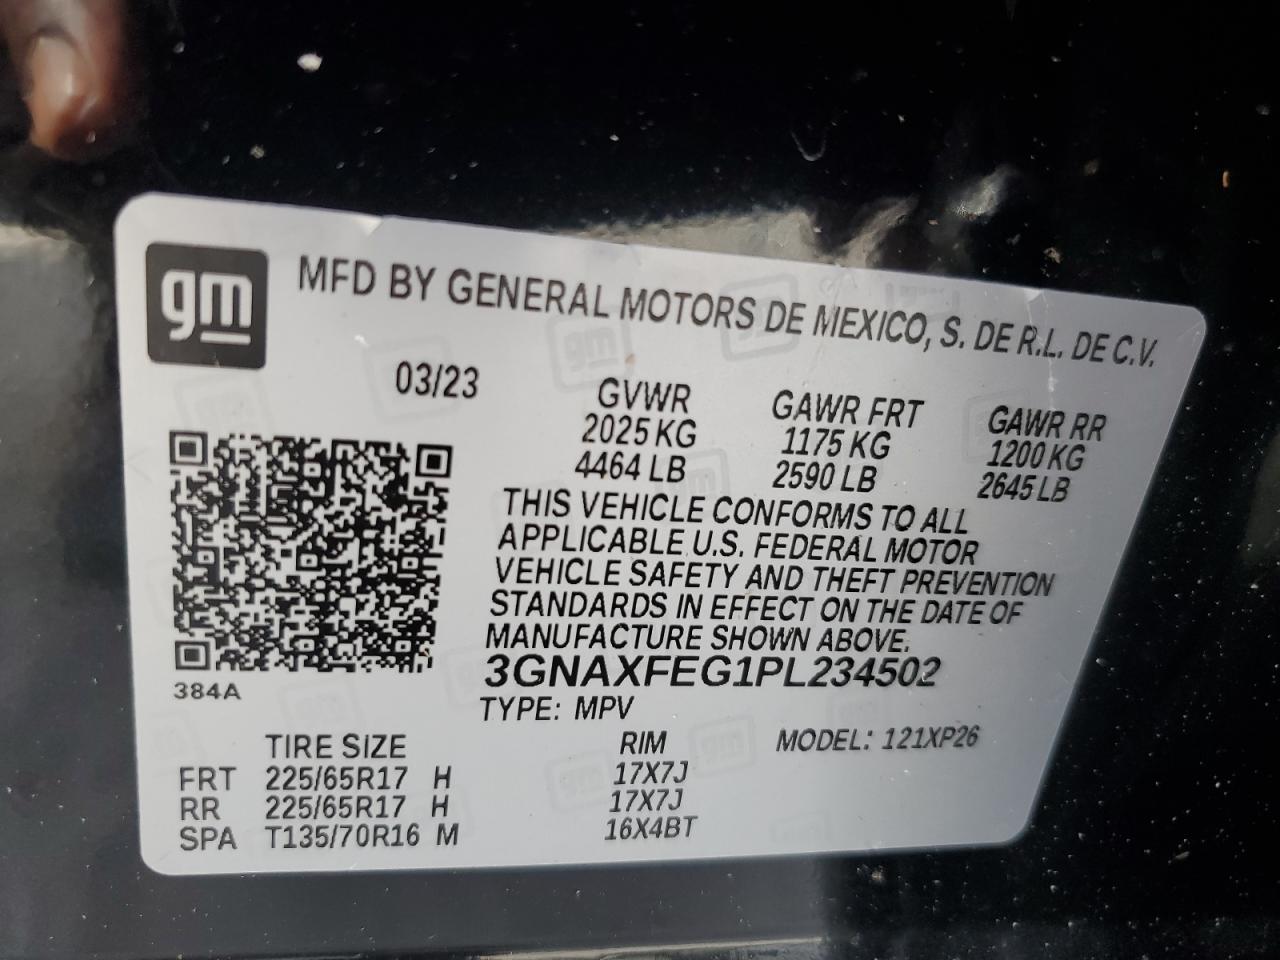 gm
MFD BY GENERAL MOTORS DE MEXICO, S. DE R.L. DE C.V.
03/23
GVWR GAWR FRT GAWR RR
2025 KG 1175 KG 1200 KG
4464 LB 2590 LB 2645 LB
THIS VEHICLE CONFORMS TO ALL
APPLICABLE U.S. FEDERAL MOTOR
VEHICLE SAFETY AND THEFT PREVENTION
STANDARDS IN EFFECT ON THE DATE OF
MANUFACTURE SHOWN ABOVE.
3GNAXFEG1PL234502
384A
TYPE: MPV
TIRE SIZE RIM MODEL: 121XP26
FRT 225/65R17 H 17X7J
RR 225/65R17 H 17X7J
SPA T135/70R16 M 16X4BT